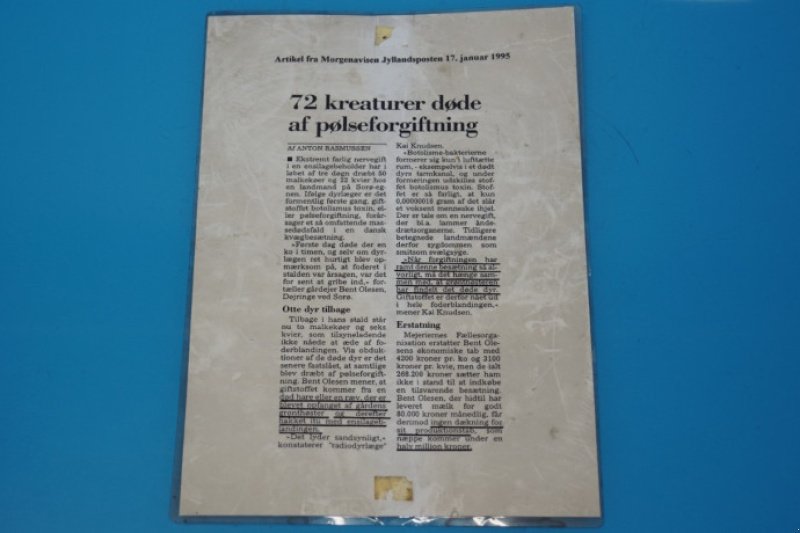 Artikel fra Morgenavisen Jyllandsposten 17. januar 1995
72 kreaturer døde
af pølseforgiftning
Af ANTON RASMUSSEN
■ Ekstremt farlig nervegift
i en ensilagebeholder har i
løbet af tre døgn dræbt 50
malkekøer og 22 kvier hos
en landmand på Sorø-eg-
nen. Ifølge dyrlæger er det
formentlig første gang, gift-
stoffet botolismus toxin, el-
ler pølseforgiftning, forår-
sager et så omfattende mas-
sedødsfald i en dansk
kvægbesætning.
»Første dag døde der en
ko i timen, og selv om dyr-
lægen ret hurtigt blev op-
mærksom på, at foderet i
stalden var årsagen, var det
for sent at gribe ind,« for-
tæller gårdejer Bent Olesen,
Dejringe ved Sorø.
Otte dyr tilbage
Tilbage i hans stald står
nu to malkekøer og seks
kvier, som tilsyneladende
ikke nåede at æde af fo-
derblandingen. Via obduk-
tioner af de døde dyr er det
senere fastslået, at samtlige
blev dræbt af pølseforgift-
ning. Bent Olesen mener, at
giftstoffet kommer fra en
død hare eller en ræv, der er
blevet opfanget af gårdens
grønthøster og derefter
hakket itu med ensilageb-
landingen.
»Det lyder sandsynligt,«
konstaterer "radiodyrlæge"
Kai Knudsen.
»Botolisme-bakterierne
formerer sig kun i lufttætte
rum, - eksempelvis i et dødt
dyrs tarmkanal, og under
formeringen udskilles stof-
fet botolismus toxin. Stof-
fet er så farligt, at kun
0,00000010 gram af det slår
et voksent menneske ihjel.
Der er tale om en nervegift,
der bl.a. lammer ånde-
drætsorganerne. Tidligere
betegnede landmændene
derfor sygdommen som
smitsom svælgsyge.
»Når forgiftningen har
ramt denne besætning så al-
vorligt, må det hænge sam-
men med, at grønthøsteren
har findelt det døde dyr.
Giftstoffet er derfor nået ud
i hele foderblandingen,«
mener Kai Knudsen.
Erstatning
Mejeriernes Fællesorga-
nisation erstatter Bent Ole-
sens økonomiske tab med
4200 kroner pr. ko og 3100
kroner pr. kvie, men de ialt
268.200 kroner sætter ham
ikke i stand til at indkøbe
en tilsvarende besætning.
Bent Olesen, der hidtil har
leveret mælk for godt
80.000 kroner månedlig, får
derimod ingen dækning for
sit produktionstab, som
næppe kommer under en
halv million kroner.